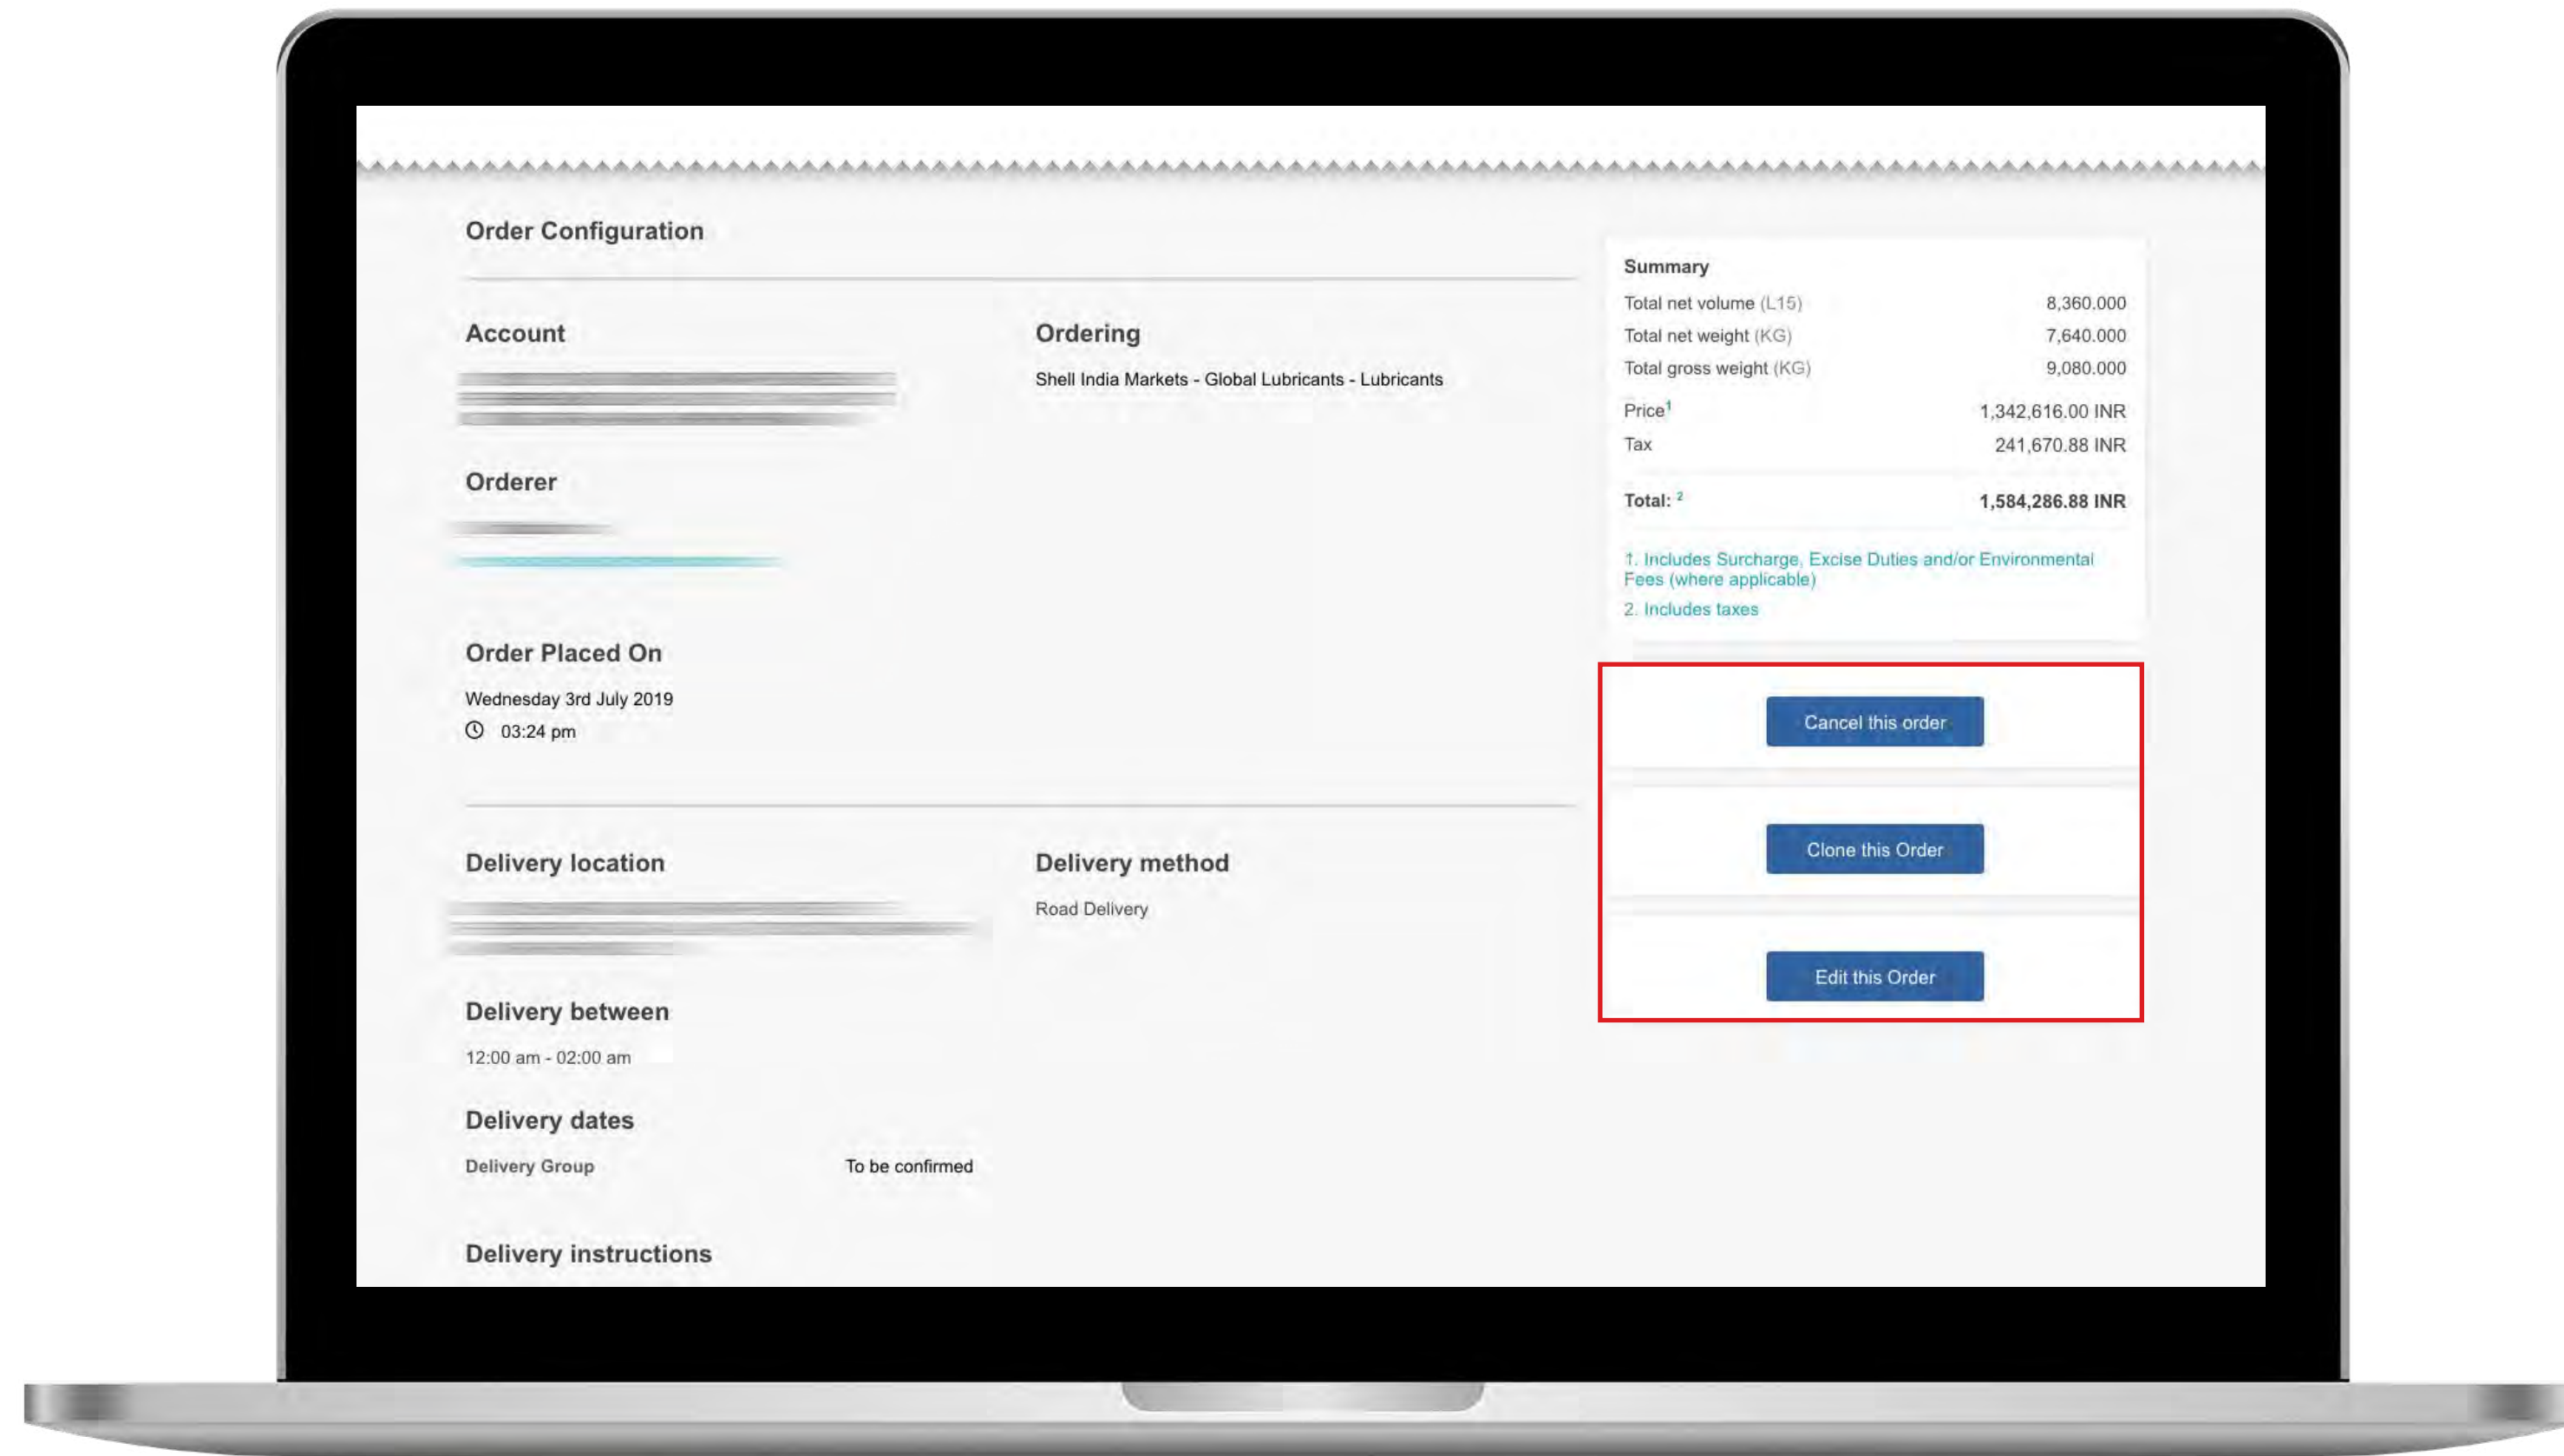 Order Configuration
Account
Ordering
Shell India Markets - Global Lubricants - Lubricants
Orderer
Order Placed On
Wednesday 3rd July 2019
03:24 pm
Delivery location
Delivery method
Road Delivery
Delivery between
12:00 am - 02:00 am
Delivery dates
Delivery Group To be confirmed
Delivery instructions
Summary
Total net volume (L15) 8,360.000
Total net weight (KG) 7,640.000
Total gross weight (KG) 9,080.000
Price¹ 1,342,616.00 INR
Tax 241,670.88 INR
Total: ² 1,584,286.88 INR
1. Includes Surcharge, Excise Duties and/or Environmental
Fees (where applicable)
2. Includes taxes
Cancel this order
Clone this Order
Edit this Order